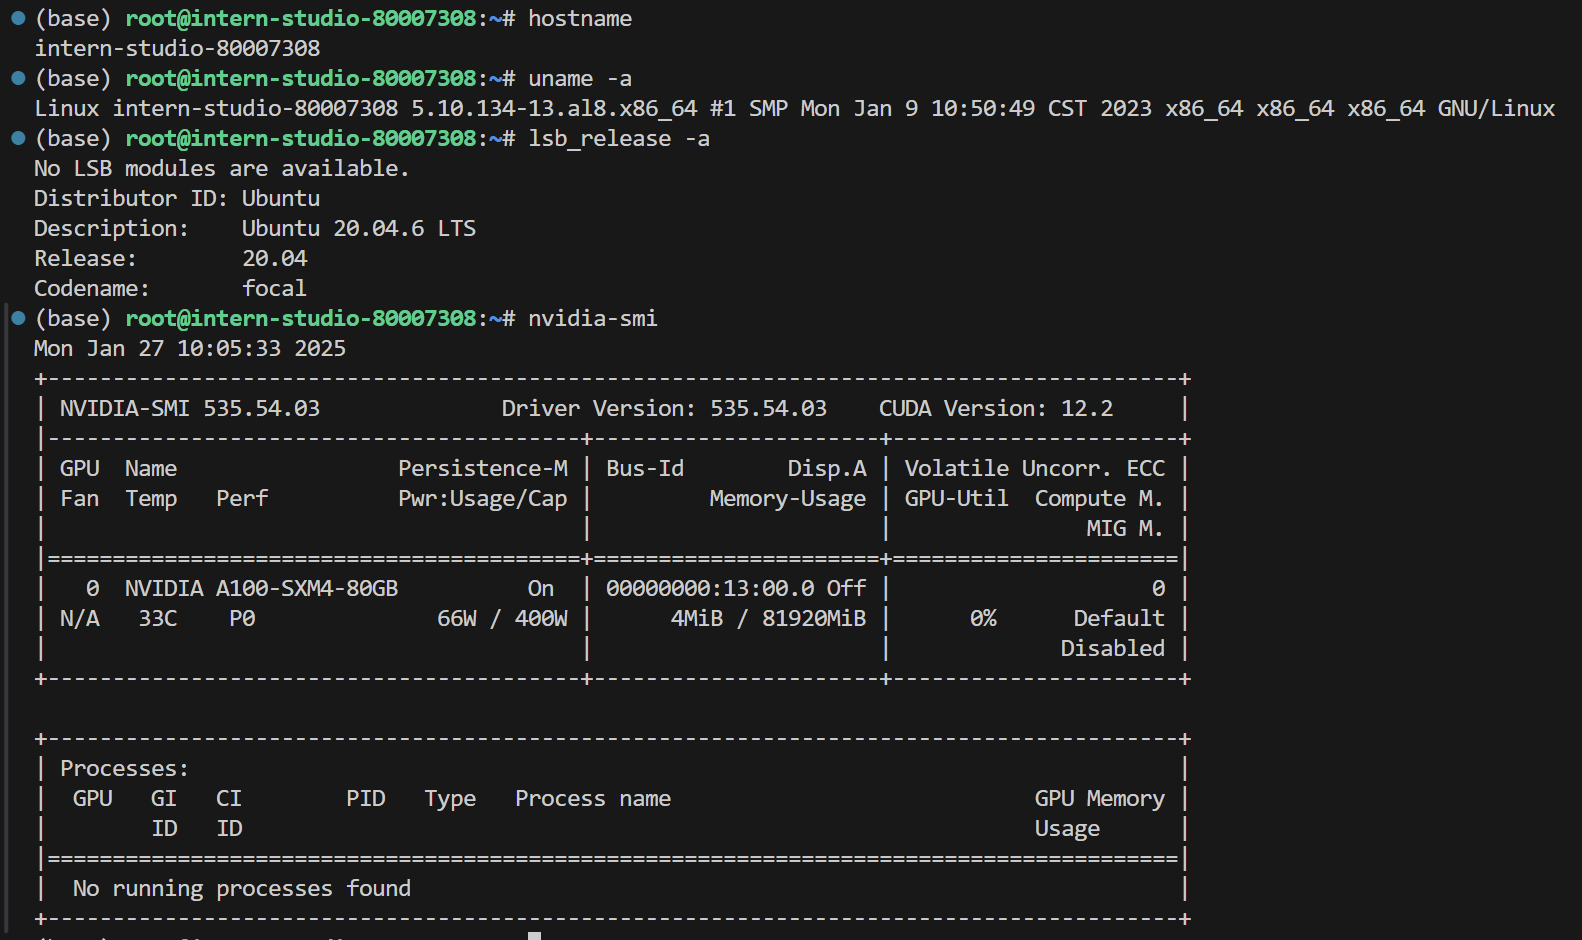 (base) root@intern-studio-80007308:~# hostname
intern-studio-80007308
(base) root@intern-studio-80007308:~# uname -a
Linux intern-studio-80007308 5.10.134-13.al8.x86_64 #1 SMP Mon Jan 9 10:50:49 CST 2023 x86_64 x86_64 x86_64 GNU/Linux
(base) root@intern-studio-80007308:~# lsb_release -a
No LSB modules are available.
Distributor ID: Ubuntu
Description:    Ubuntu 20.04.6 LTS
Release:        20.04
Codename:       focal
(base) root@intern-studio-80007308:~# nvidia-smi
Mon Jan 27 10:05:33 2025
+---------------------------------------------------------------------------------------+
| NVIDIA-SMI 535.54.03              Driver Version: 535.54.03    CUDA Version: 12.2     |
|-----------------------------------------+----------------------+----------------------+
| GPU  Name                 Persistence-M | Bus-Id        Disp.A | Volatile Uncorr. ECC |
| Fan  Temp   Perf          Pwr:Usage/Cap |         Memory-Usage | GPU-Util  Compute M. |
|                                         |                      |               MIG M. |
|=========================================+======================+======================|
|   0  NVIDIA A100-SXM4-80GB          On  | 00000000:13:00.0 Off |                    0 |
| N/A   33C    P0              66W / 400W |      4MiB / 81920MiB |      0%      Default |
|                                         |                      |             Disabled |
+-----------------------------------------+----------------------+----------------------+

+---------------------------------------------------------------------------------------+
| Processes:                                                                            |
|  GPU   GI   CI        PID   Type   Process name                            GPU Memory |
|        ID   ID                                                             Usage      |
|=======================================================================================|
|  No running processes found                                                           |
+---------------------------------------------------------------------------------------+